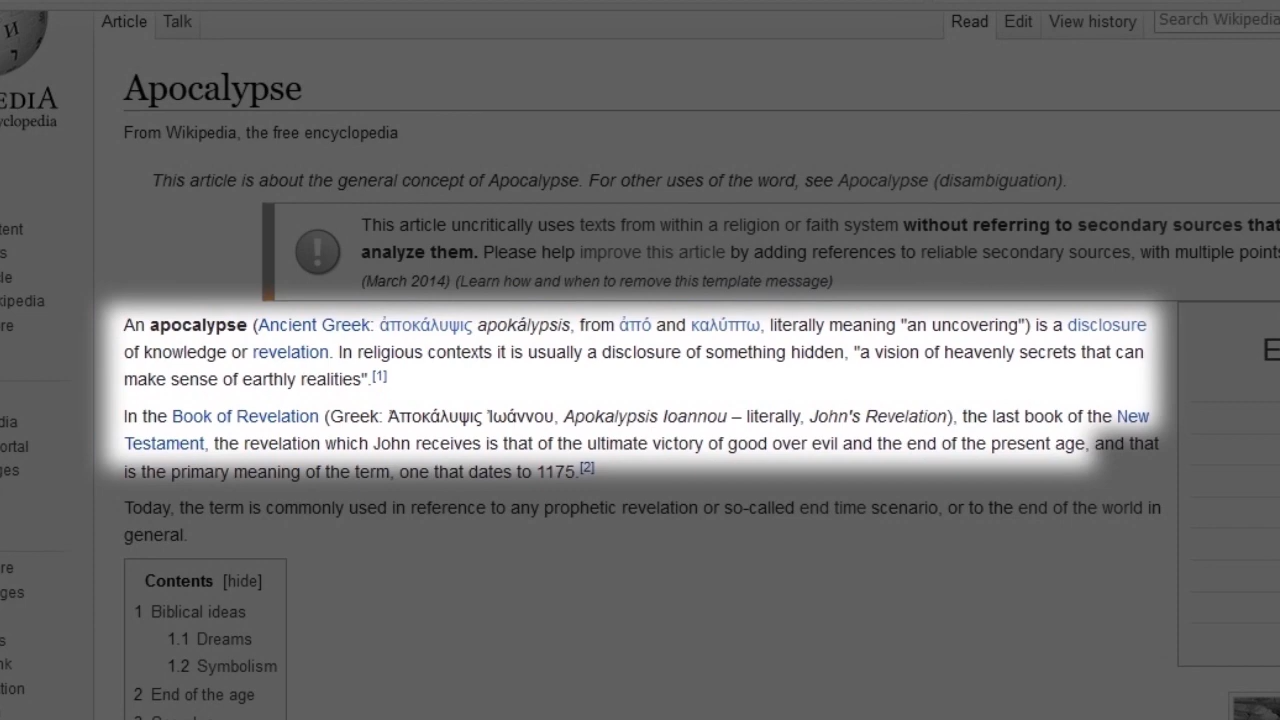 Article Talk Read Edit View history Search Wikipedia
EDIA
yclopedia
Apocalypse
From Wikipedia, the free encyclopedia
This article is about the general concept of Apocalypse. For other uses of the word, see Apocalypse (disambiguation).
This article uncritically uses texts from within a religion or faith system without referring to secondary sources that
analyze them. Please help improve this article by adding references to reliable secondary sources, with multiple points
(March 2014) (Learn how and when to remove this template message)
An apocalypse (Ancient Greek: ἀποκάλυψις apokálypsis, from ἀπό and καλύπτω, literally meaning "an uncovering") is a disclosure
of knowledge or revelation. In religious contexts it is usually a disclosure of something hidden, "a vision of heavenly secrets that can
make sense of earthly realities".[1]
In the Book of Revelation (Greek: Ἀποκάλυψις Ἰωάννου, Apokalypsis Ioannou – literally, John's Revelation), the last book of the New
Testament, the revelation which John receives is that of the ultimate victory of good over evil and the end of the present age, and that
is the primary meaning of the term, one that dates to 1175.[2]
Today, the term is commonly used in reference to any prophetic revelation or so-called end time scenario, or to the end of the world in
general.
Contents [hide]
1 Biblical ideas
1.1 Dreams
1.2 Symbolism
2 End of the age